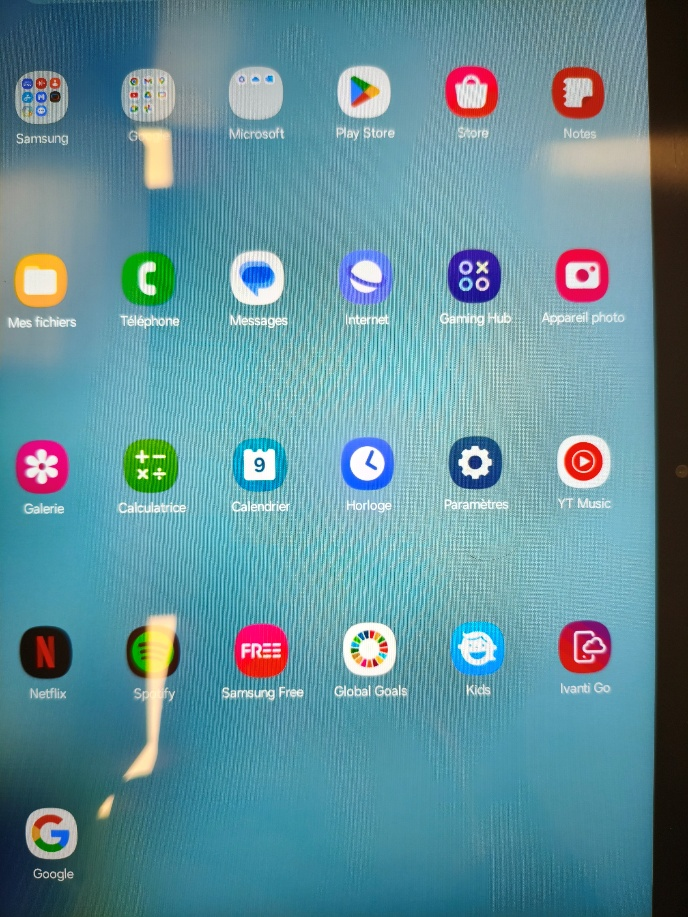 Samsung
Microsoft
Play Store
Store
Notes
Mes fichiers
Téléphone
Messages
Internet
Gaming Hub
Appareil photo
9
Galerie
Calculatrice
Calendrier
Horloge
Paramètres
YT Music
N
FREE
Netflix
Spotify
Samsung Free
Global Goals
Kids
Ivanti Go
G
Google